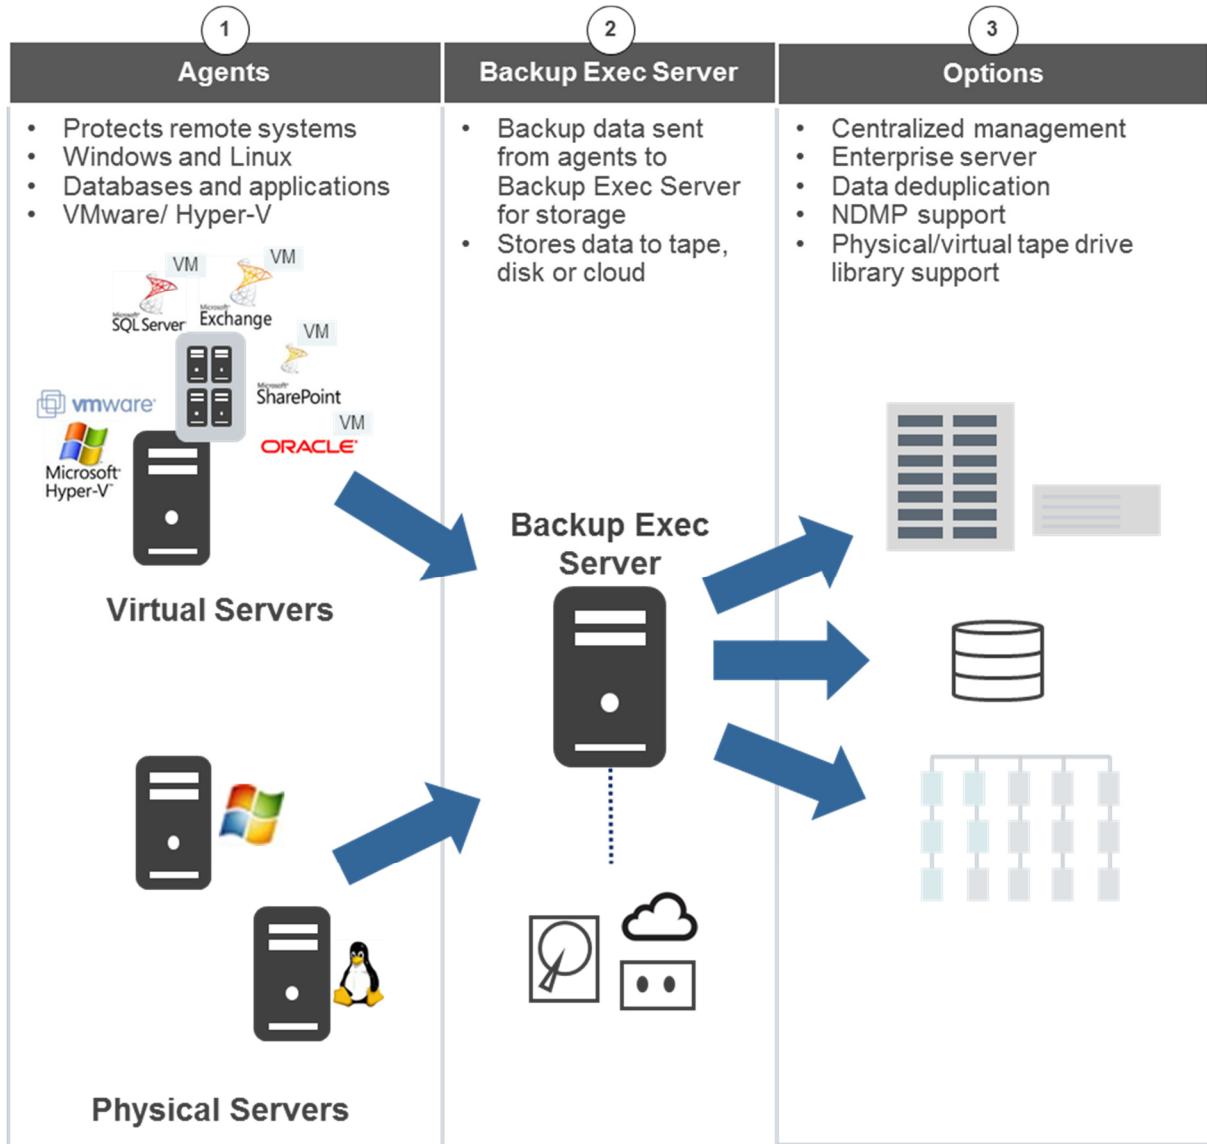 1
2
3
Agents
Backup Exec Server
Options
• Protects remote systems
• Windows and Linux
• Databases and applications
• VMware/ Hyper-V
• Backup data sent
from agents to
Backup Exec Server
for storage
• Stores data to tape,
disk or cloud
• Centralized management
• Enterprise server
• Data deduplication
• NDMP support
• Physical/virtual tape drive
library support
VM
VM
Microsoft
SQL Server
Microsoft
Exchange
VM
Microsoft
SharePoint
vmware
VM
ORACLE
Microsoft
Hyper-V
Virtual Servers
Backup Exec
Server
Physical Servers